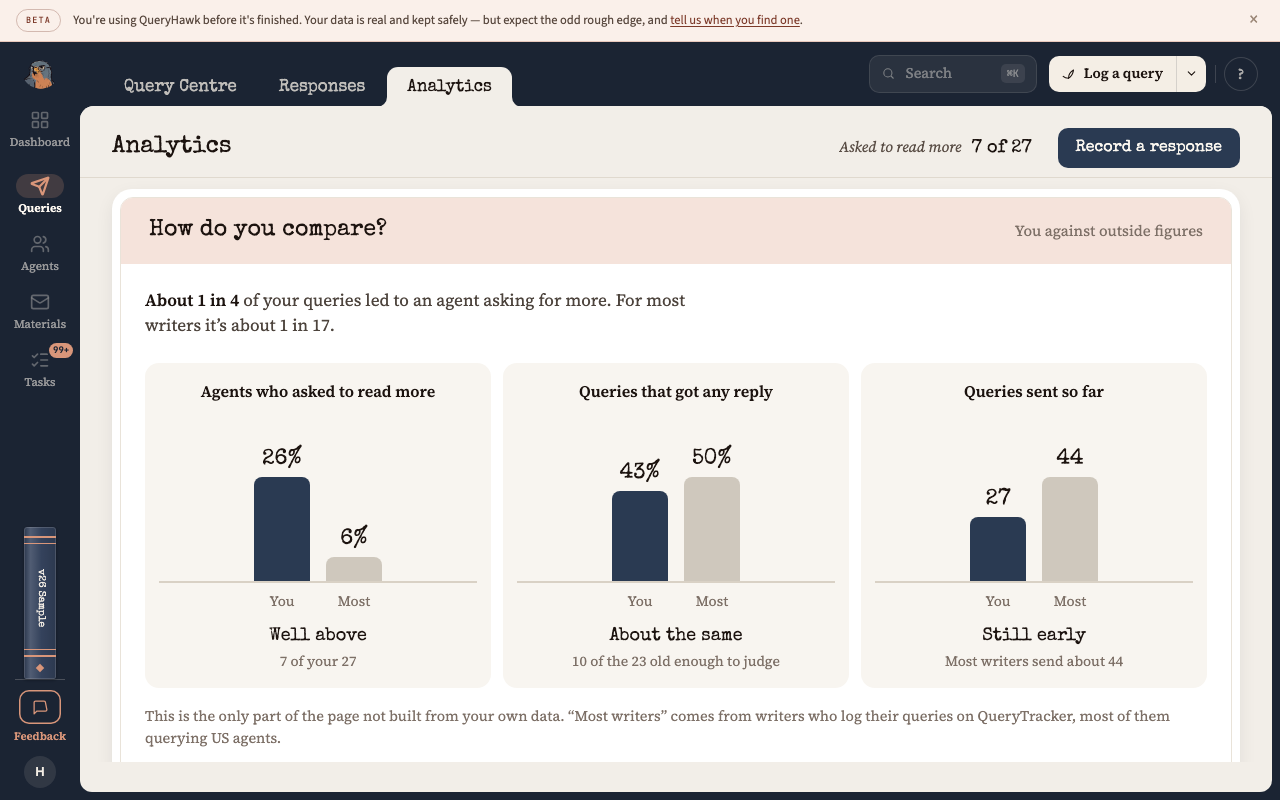 BETA
You're using QueryHawk before it's finished. Your data is real and kept safely — but expect the odd rough edge, and tell us when you find one.
×
Query Centre
Responses
Analytics
Search
⌘K
Log a query
?
Dashboard
Queries
Agents
Materials
99+
Tasks
v26 Sample
Feedback
H
Analytics
Asked to read more 7 of 27
Record a response
How do you compare?
You against outside figures
About 1 in 4 of your queries led to an agent asking for more. For most
writers it’s about 1 in 17.
Agents who asked to read more
26%
6%
You
Most
Well above
7 of your 27
Queries that got any reply
43%
50%
You
Most
About the same
10 of the 23 old enough to judge
Queries sent so far
27
44
You
Most
Still early
Most writers send about 44
This is the only part of the page not built from your own data. “Most writers” comes from writers who log their queries on QueryTracker, most of them
querying US agents.